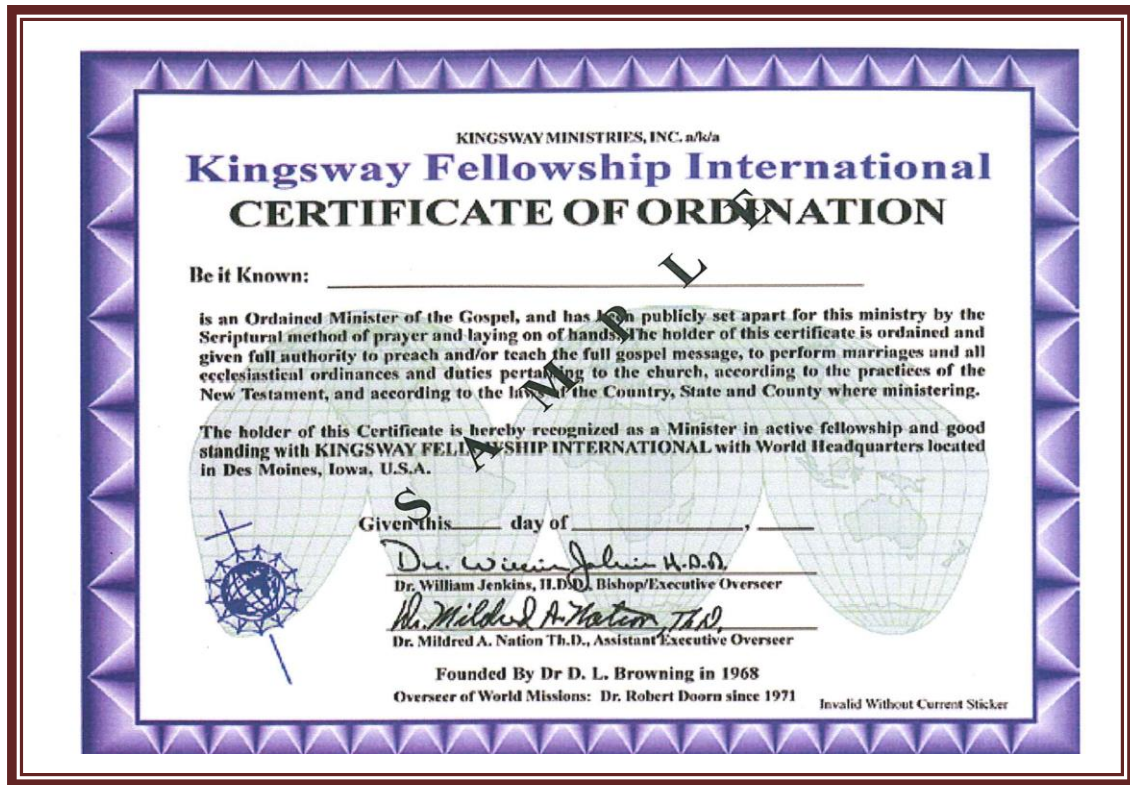 KINGSWAY MINISTRIES, INC. a/k/a
Kingsway Fellowship International
CERTIFICATE OF ORDINATION
Be it Known:
is an Ordained Minister of the Gospel, and has been publicly set apart for this ministry by the
Scriptural method of prayer and laying on of hands. The holder of this certificate is ordained and
given full authority to preach and/or teach the full gospel message, to perform marriages and all
ecclesiastical ordinances and duties pertaining to the church, according to the practices of the
New Testament, and according to the laws of the Country, State and County where ministering.
The holder of this Certificate is hereby recognized as a Minister in active fellowship and good
standing with KINGSWAY FELLOWSHIP INTERNATIONAL with World Headquarters located
in Des Moines, Iowa, U.S.A.
SAMPLE
Given this____ day of ____________, ____
Dr. William Jenkins, H.D.D., Bishop/Executive Overseer
Dr. Mildred A. Nation, Th.D.
Dr. Mildred A. Nation Th.D., Assistant Executive Overseer
Founded By Dr D. L. Browning in 1968
Overseer of World Missions: Dr. Robert Doorn since 1971
Invalid Without Current Sticker